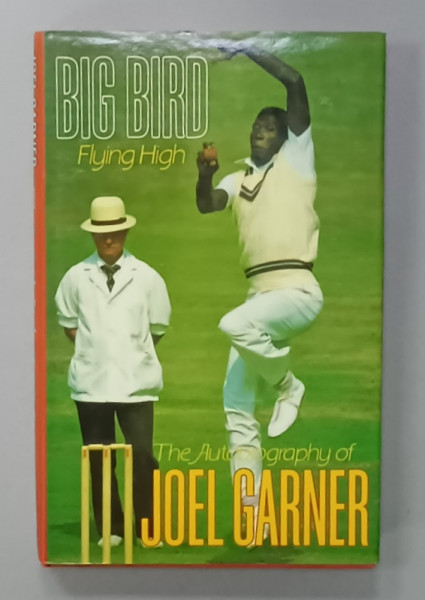 BIG BIRD
Flying High
The Autobiography of
JOEL GARNER